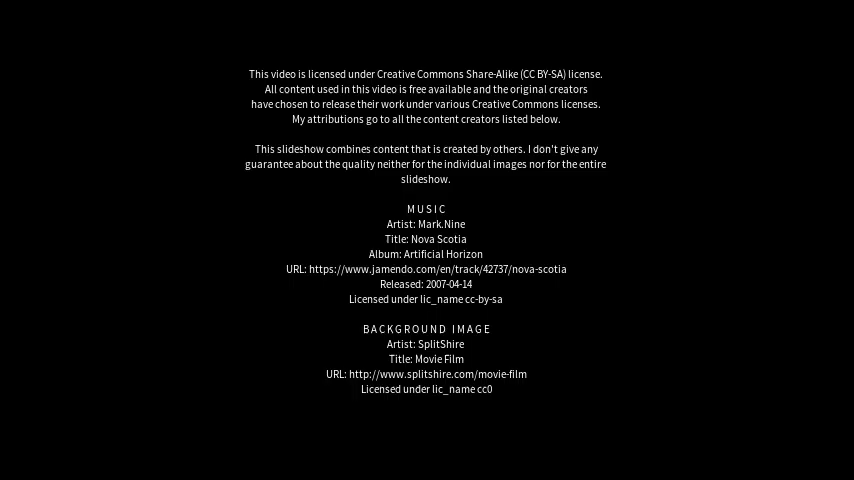 This video is licensed under Creative Commons Share-Alike (CC BY-SA) license.
All content used in this video is free available and the original creators
have chosen to release their work under various Creative Commons licenses.
My attributions go to all the content creators listed below.
This slideshow combines content that is created by others. I don't give any
guarantee about the quality neither for the individual images nor for the entire
slideshow.
MUSIC
Artist: Mark.Nine
Title: Nova Scotia
Album: Artificial Horizon
URL: https://www.jamendo.com/en/track/42737/nova-scotia
Released: 2007-04-14
Licensed under lic_name cc-by-sa
BACKGROUND IMAGE
Artist: SplitShire
Title: Movie Film
URL: http://www.splitshire.com/movie-film
Licensed under lic_name cc0